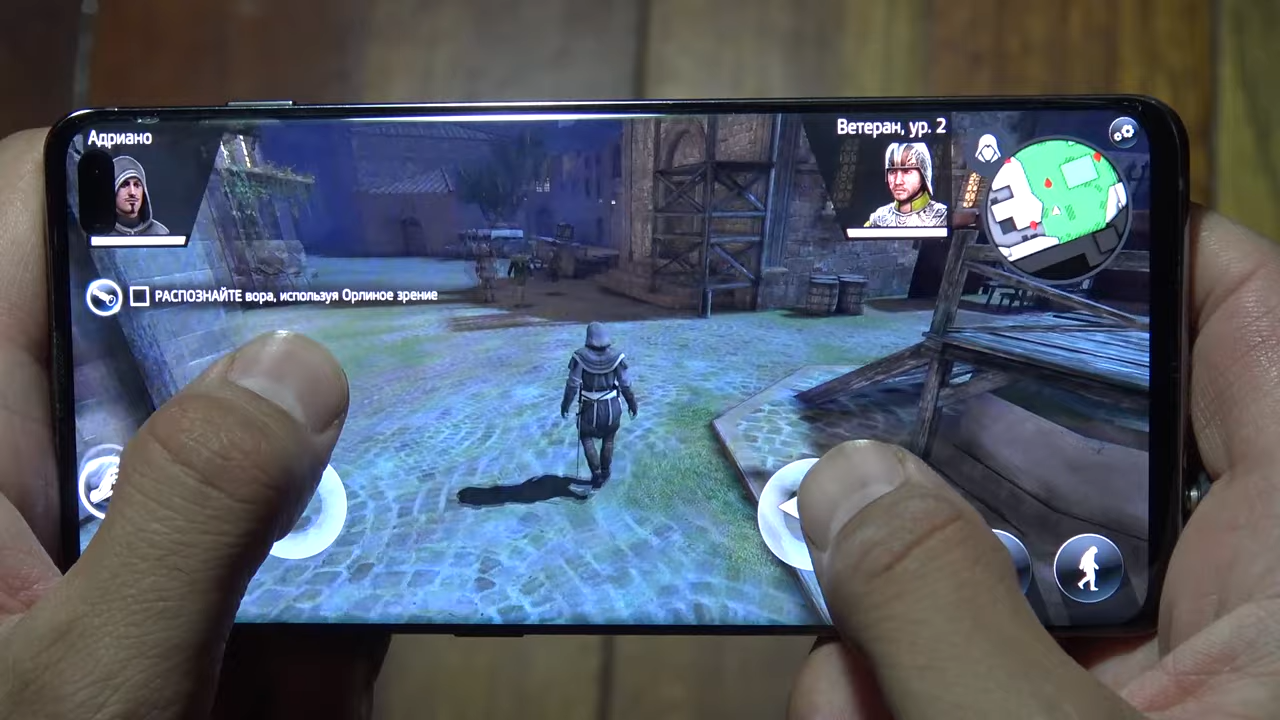 Адриано
Ветеран, ур. 2
РАСПОЗНАЙТЕ вора, используя Орлиное зрение